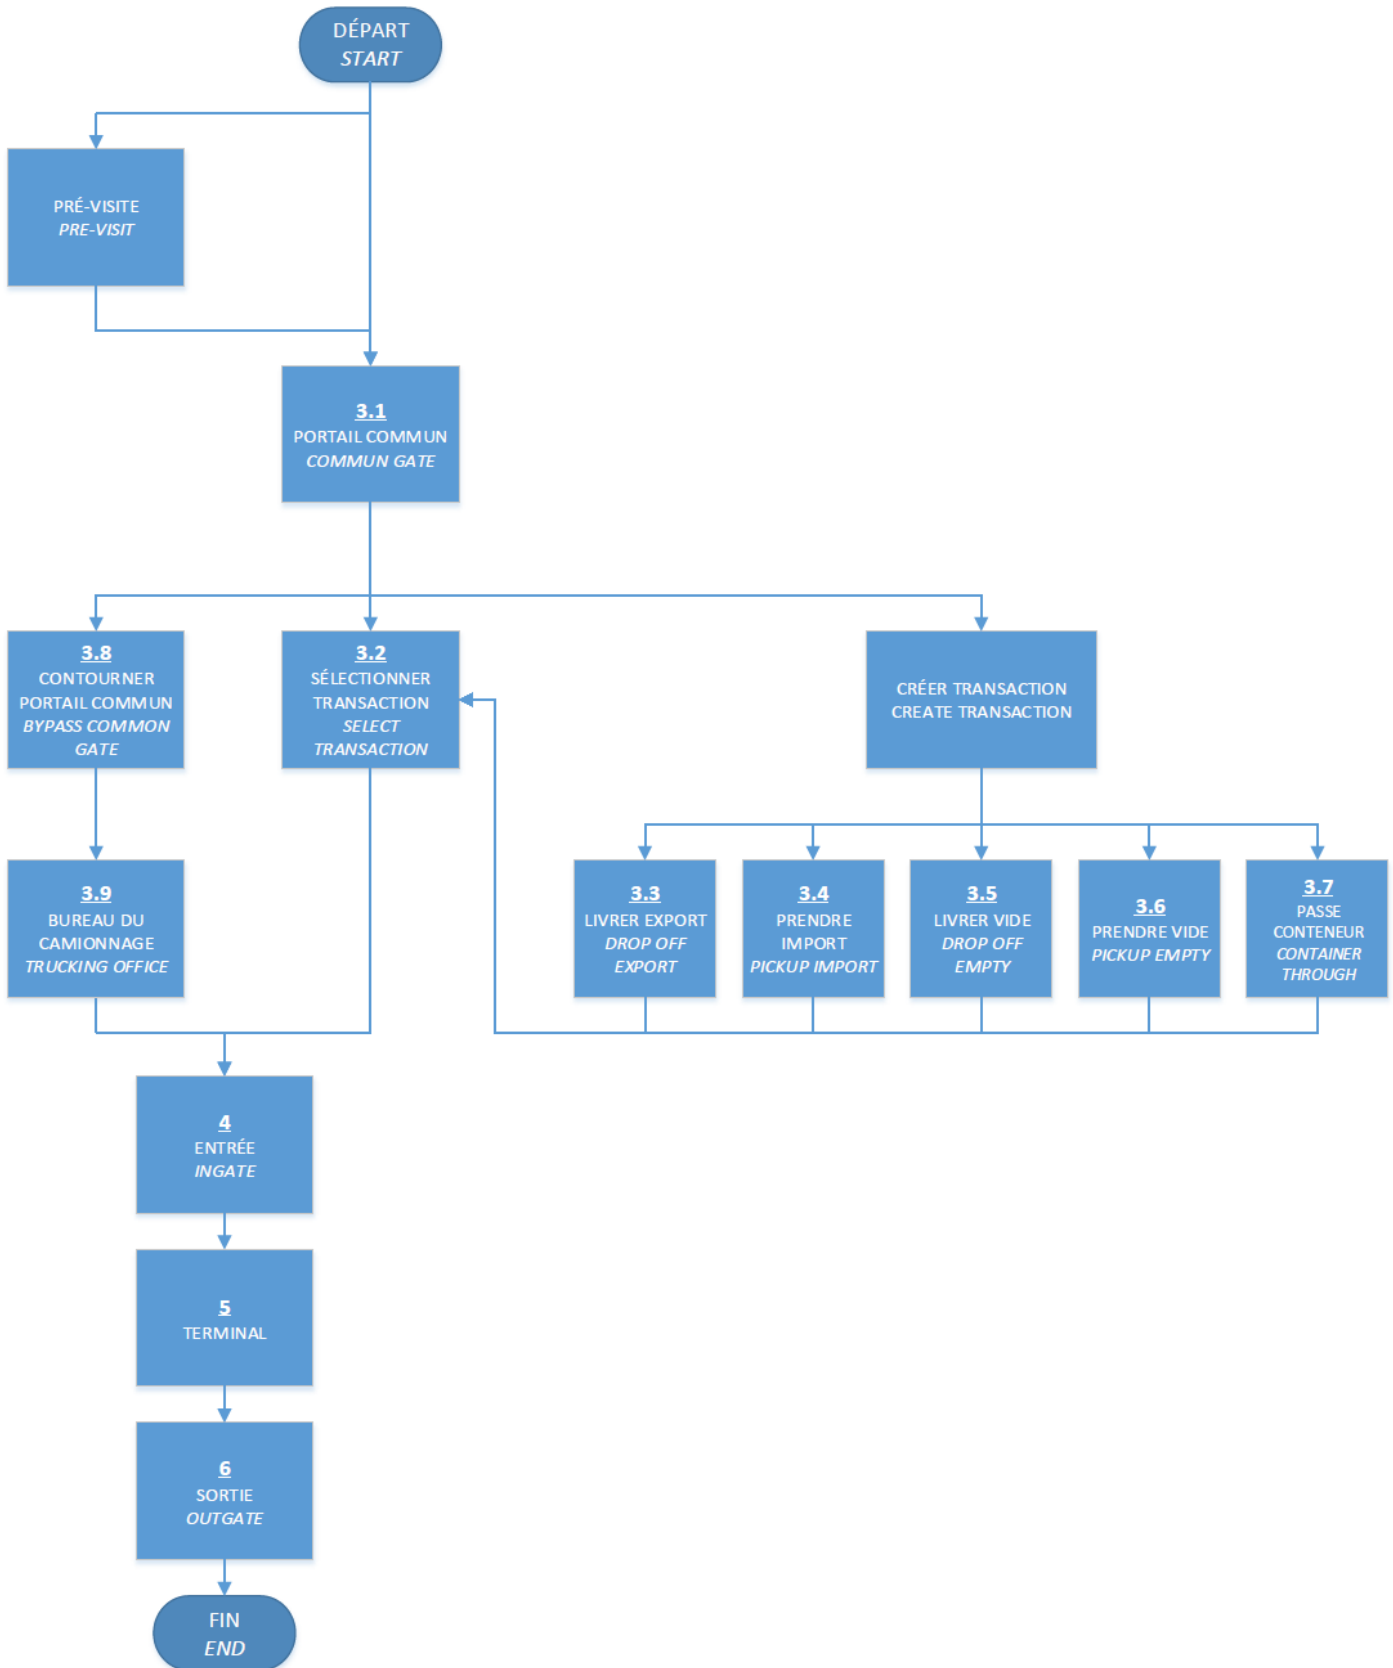 DÉPART
START
PRÉ-VISITE
PRE-VISIT
3.1
PORTAIL COMMUN
COMMUN GATE
3.8
CONTOURNER
PORTAIL COMMUN
BYPASS COMMON
GATE
3.2
SÉLECTIONNER
TRANSACTION
SELECT
TRANSACTION
CRÉER TRANSACTION
CREATE TRANSACTION
3.9
BUREAU DU
CAMIONNAGE
TRUCKING OFFICE
3.3
LIVRER EXPORT
DROP OFF
EXPORT
3.4
PRENDRE
IMPORT
PICKUP IMPORT
3.5
LIVRER VIDE
DROP OFF
EMPTY
3.6
PRENDRE VIDE
PICKUP EMPTY
3.7
PASSE
CONTENEUR
CONTAINER
THROUGH
4
ENTRÉE
INGATE
5
TERMINAL
6
SORTIE
OUTGATE
FIN
END